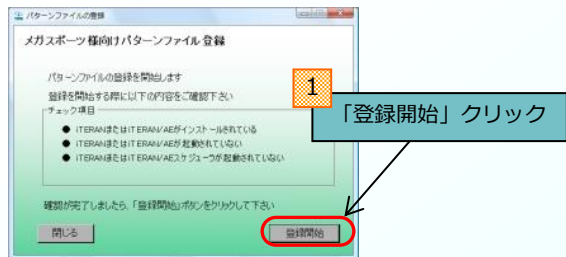 パターンファイルの登録
メガスポーツ様向けパターンファイル登録
パターンファイルの登録を開始します
登録を開始する際に以下の内容をご確認下さい
チェック項目
● iTERANまたはiTERAN/AEがインストールされている
● iTERANまたはiTERAN/AEが起動されていない
● iTERANまたはiTERAN/AEスケジューラが起動されていない
確認が完了しましたら、「登録開始」ボタンをクリックして下さい
閉じる
登録開始
1
「登録開始」クリック